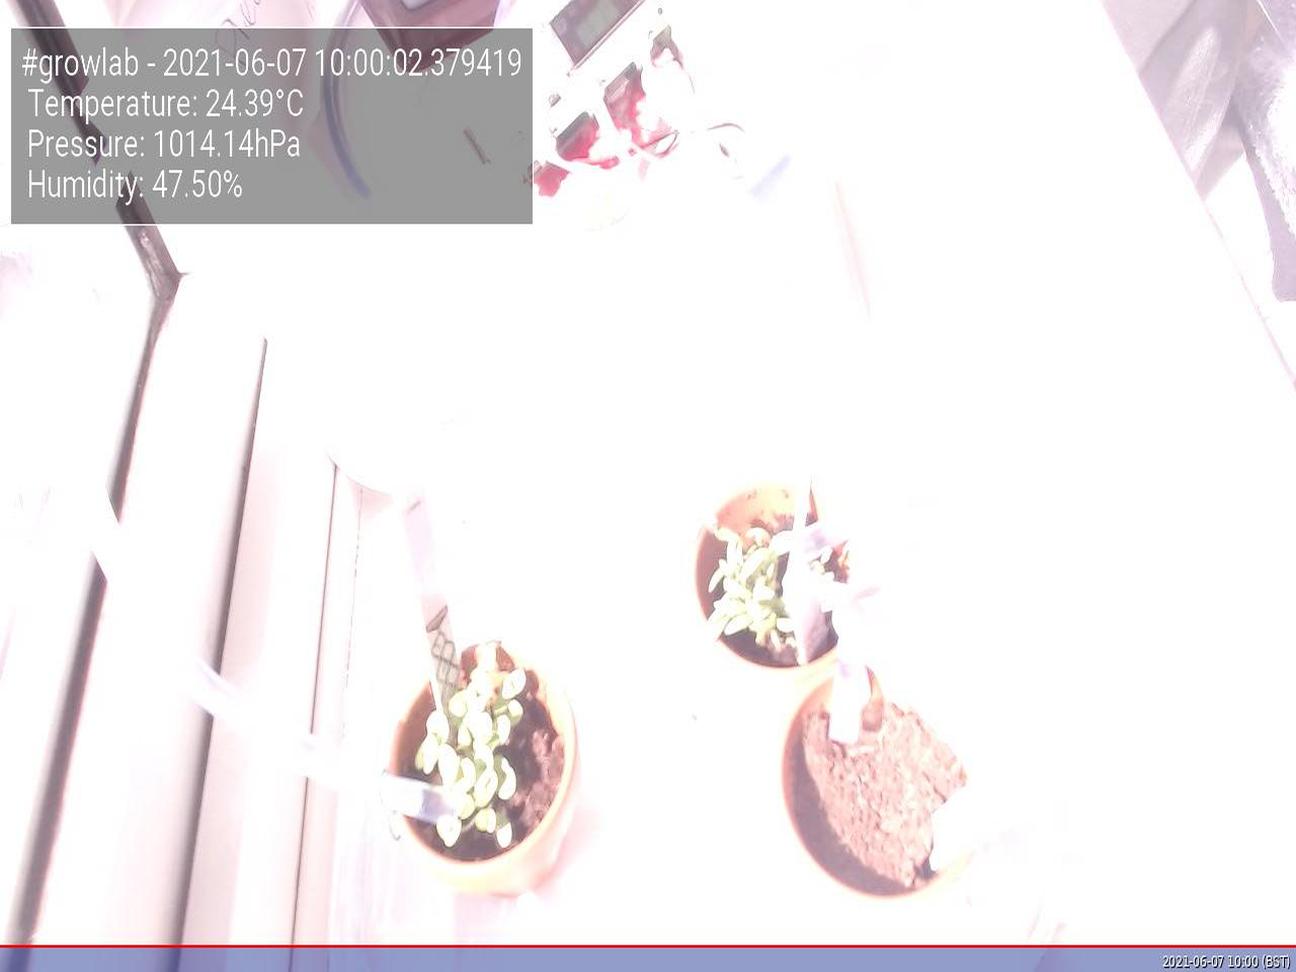 #growlab - 2021-06-07 10:00:02.379419
Temperature: 24.39°C
Pressure: 1014.14hPa
Humidity: 47.50%
2021-06-07 10:00 (BST)